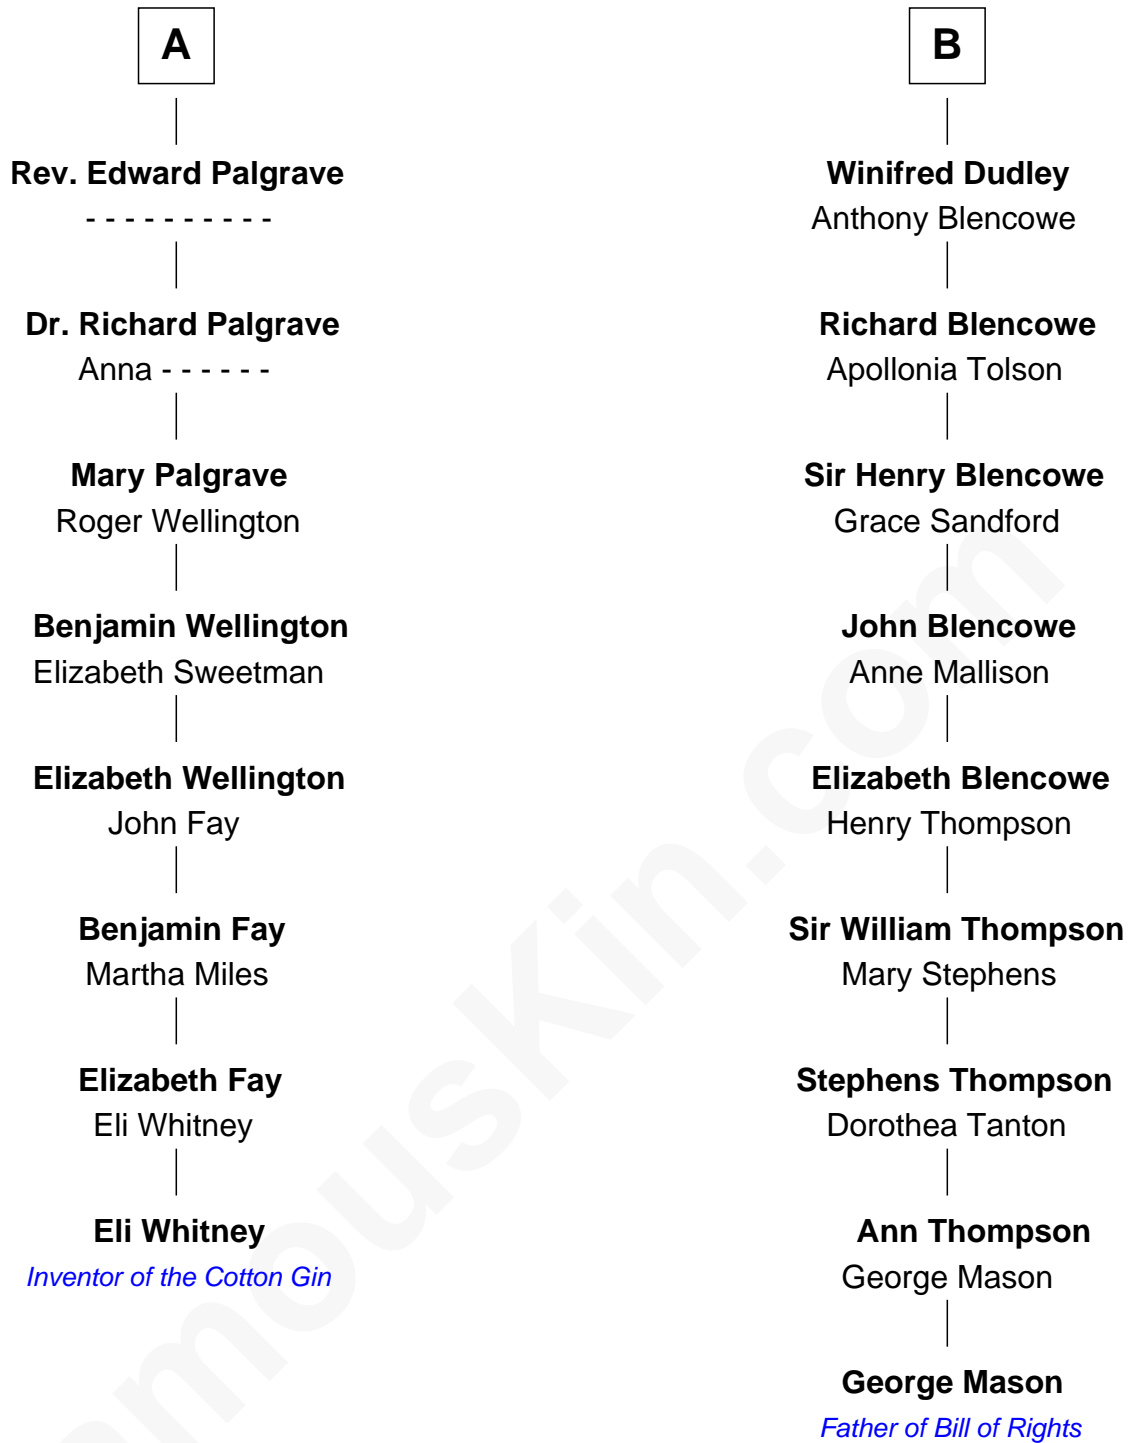 A
Rev. Edward Palgrave
- - - - - - - - - -
Dr. Richard Palgrave
Anna - - - - - -
Mary Palgrave
Roger Wellington
Benjamin Wellington
Elizabeth Sweetman
Elizabeth Wellington
John Fay
Benjamin Fay
Martha Miles
Elizabeth Fay
Eli Whitney
Eli Whitney
Inventor of the Cotton Gin
B
Winifred Dudley
Anthony Blencowe
Richard Blencowe
Apollonia Tolson
Sir Henry Blencowe
Grace Sandford
John Blencowe
Anne Mallison
Elizabeth Blencowe
Henry Thompson
Sir William Thompson
Mary Stephens
Stephens Thompson
Dorothea Tanton
Ann Thompson
George Mason
George Mason
Father of Bill of Rights
amousKin.com